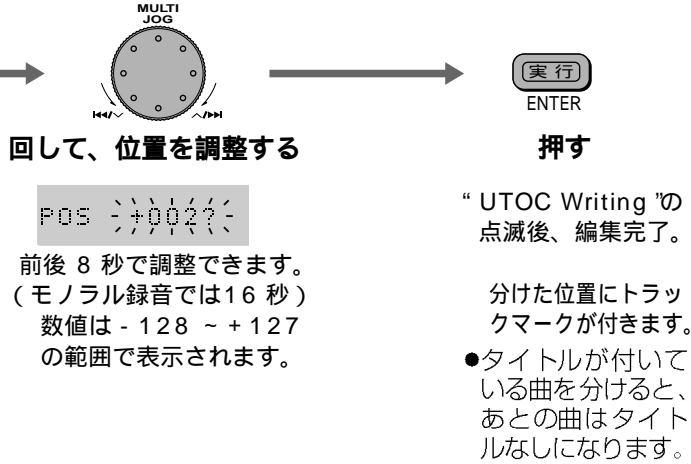 MULTI
JOG
⏮/﹀ ︿/⏭
回して、位置を調整する
POS -+002?-
前後 8 秒で調整できます。
( モノラル録音では16 秒 )
数値は - 128 ~ + 127
の範囲で表示されます。
実 行
ENTER
押す
“ UTOC Writing ”の
点滅後、編集完了。
分けた位置にトラッ
クマークが付きます。
●タイトルが付いて
いる曲を分けると、
あとの曲はタイト
ルなしになります。